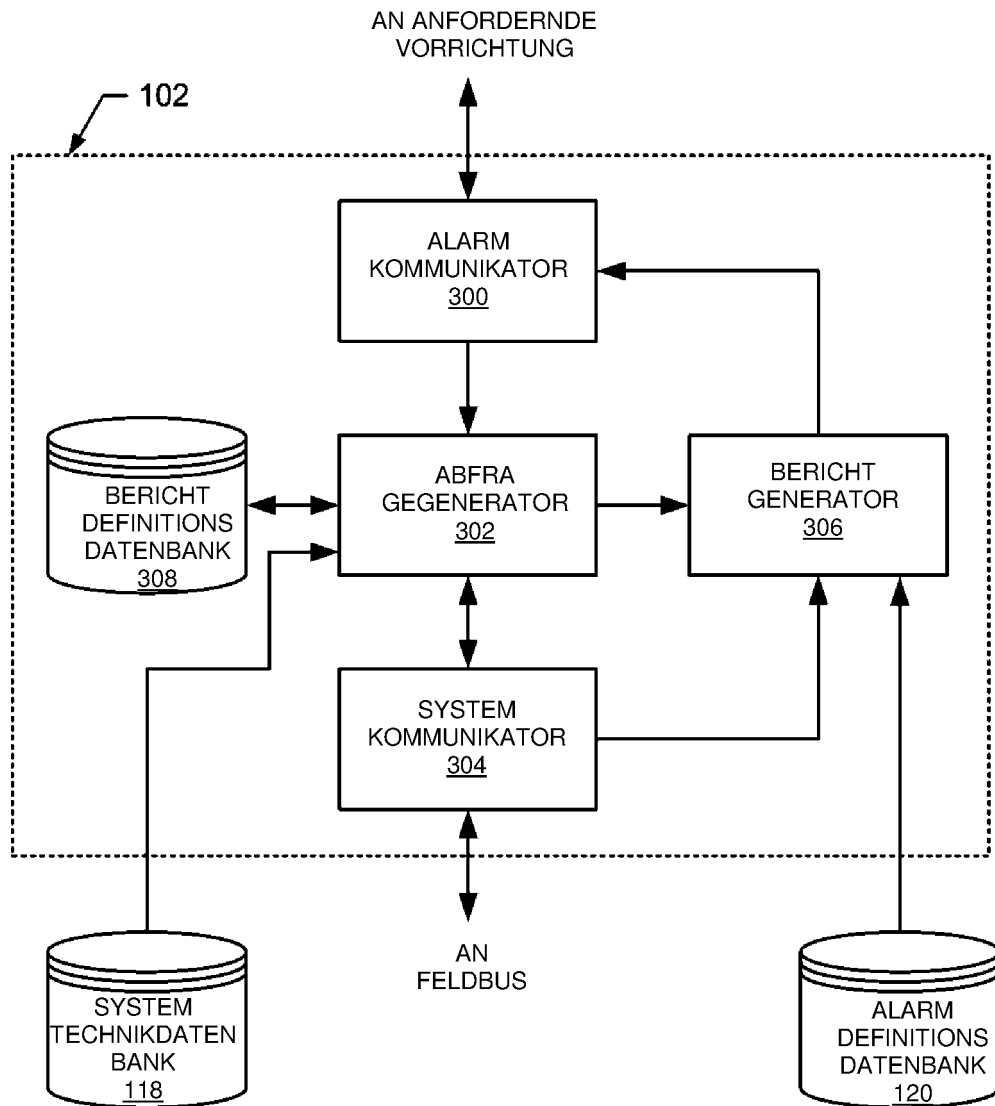 AN ANFORDERNDE
VORRICHTUNG
102
ALARM
KOMMUNIKATOR
300
BERICHT
DEFINITIONS
DATENBANK
308
ABFRA
GEGENERATOR
302
BERICHT
GENERATOR
306
SYSTEM
KOMMUNIKATOR
304
AN
FELDBUS
SYSTEM
TECHNIKDATEN
BANK
118
ALARM
DEFINITIONS
DATENBANK
120